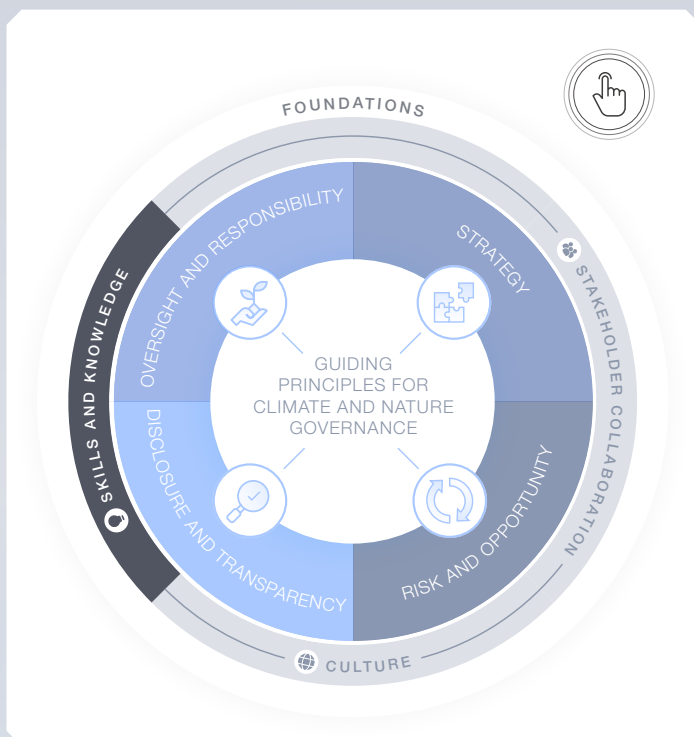 FOUNDATIONS
OVERSIGHT AND RESPONSIBILITY
STRATEGY
SKILLS AND KNOWLEDGE
STAKEHOLDER COLLABORATION
GUIDING
PRINCIPLES FOR
CLIMATE AND NATURE
GOVERNANCE
DISCLOSURE AND TRANSPARENCY
RISK AND OPPORTUNITY
CULTURE